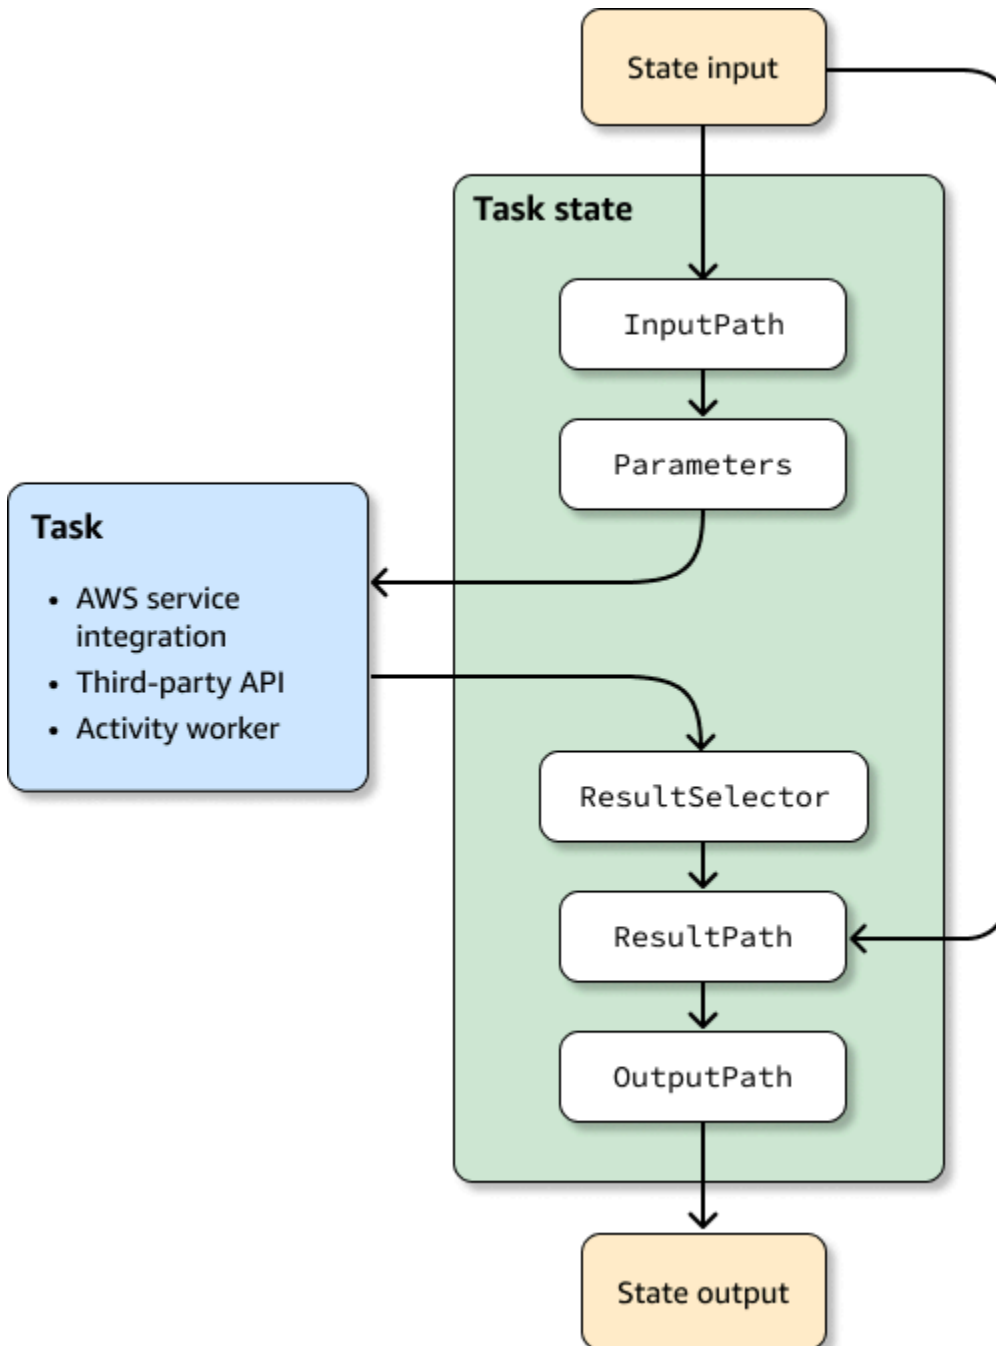 State input
Task state
InputPath
Parameters
Task
• AWS service
integration
• Third-party API
• Activity worker
ResultSelector
ResultPath
OutputPath
State output